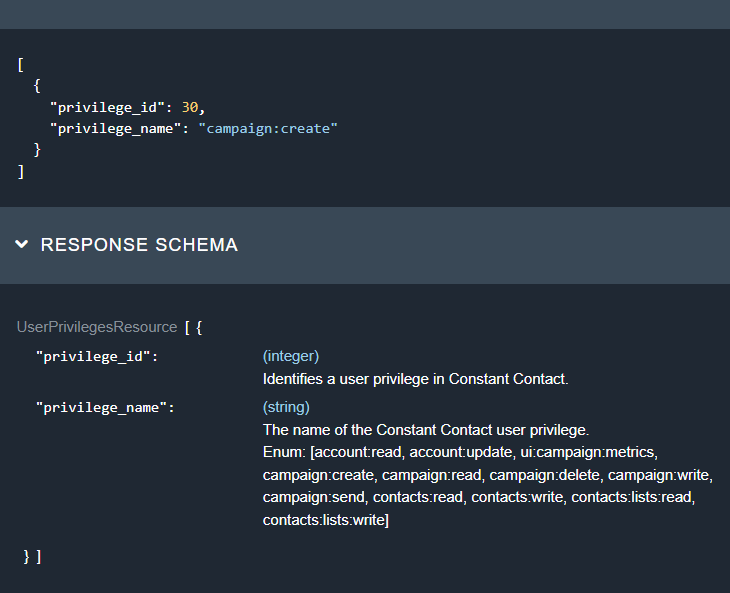 [
{
"privilege_id": 30,
"privilege_name": "campaign:create"
}
]
RESPONSE SCHEMA
UserPrivilegesResource [ {
"privilege_id": (integer)
Identifies a user privilege in Constant Contact.
"privilege_name": (string)
The name of the Constant Contact user privilege.
Enum: [account:read, account:update, ui:campaign:metrics,
campaign:create, campaign:read, campaign:delete, campaign:write,
campaign:send, contacts:read, contacts:write, contacts:lists:read,
contacts:lists:write]
} ]